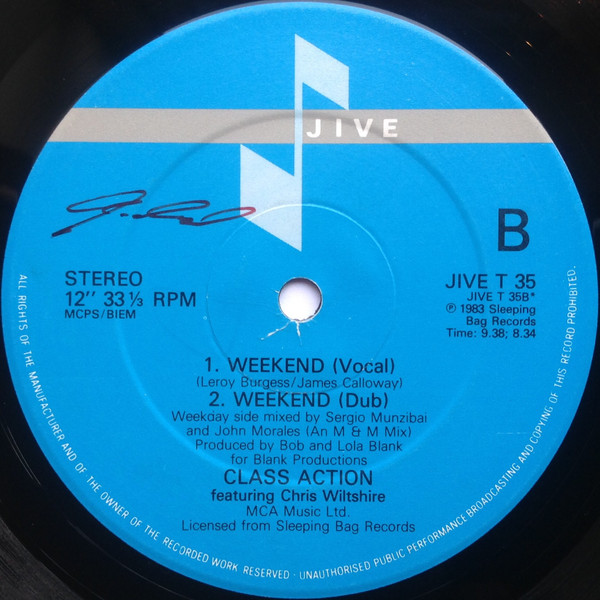 JIVE
B
STEREO
12" 33⅓ RPM
MCPS/BIEM
JIVE T 35
JIVE T 35B*
℗ 1983 Sleeping
Bag Records
Time: 9.38; 8.34
1. WEEKEND (Vocal)
(Leroy Burgess/James Calloway)
2. WEEKEND (Dub)
Weekday side mixed by Sergio Munzibai
and John Morales (An M & M Mix)
Produced by Bob and Lola Blank
for Blank Productions
CLASS ACTION
featuring Chris Wiltshire
MCA Music Ltd.
Licensed from Sleeping Bag Records
ALL RIGHTS OF THE MANUFACTURER AND OF THE OWNER OF THE RECORDED WORK RESERVED · UNAUTHORISED PUBLIC PERFORMANCE BROADCASTING AND COPYING OF THIS RECORD PROHIBITED.